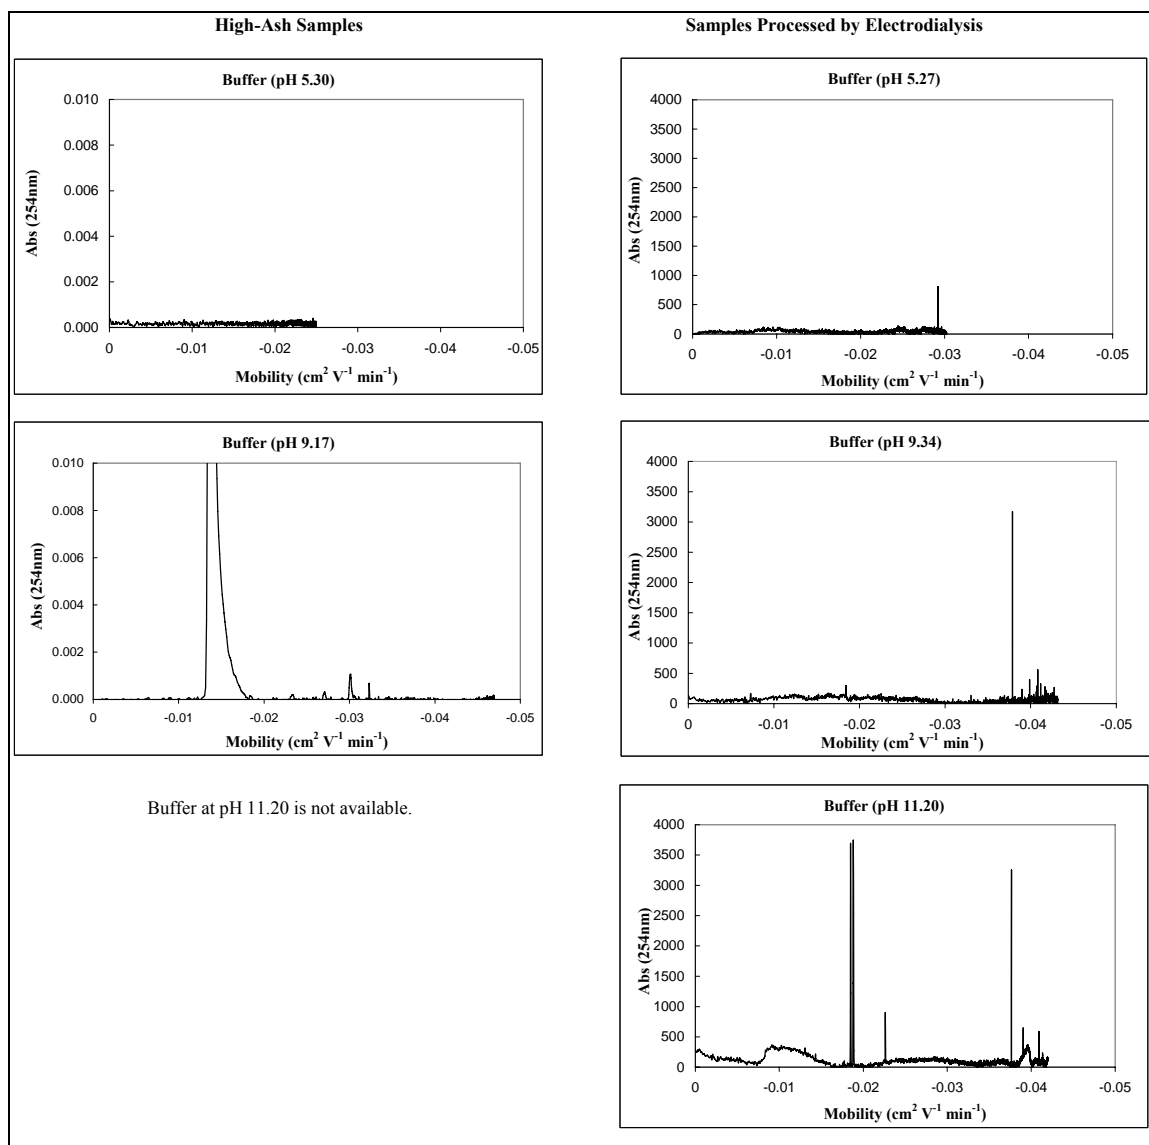 High-Ash Samples
Samples Processed by Electrodialysis
Buffer (pH 5.30)
0.010
0.008
0.006
0.004
0.002
0.000
Abs (254nm)
0 -0.01 -0.02 -0.03 -0.04 -0.05
Mobility (cm² V⁻¹ min⁻¹)
Buffer (pH 5.27)
4000
3500
3000
2500
2000
1500
1000
500
0
Abs (254nm)
0 -0.01 -0.02 -0.03 -0.04 -0.05
Mobility (cm² V⁻¹ min⁻¹)
Buffer (pH 9.17)
0.010
0.008
0.006
0.004
0.002
0.000
Abs (254nm)
0 -0.01 -0.02 -0.03 -0.04 -0.05
Mobility (cm² V⁻¹ min⁻¹)
Buffer (pH 9.34)
4000
3500
3000
2500
2000
1500
1000
500
0
Abs (254nm)
0 -0.01 -0.02 -0.03 -0.04 -0.05
Mobility (cm² V⁻¹ min⁻¹)
Buffer at pH 11.20 is not available.
Buffer (pH 11.20)
4000
3500
3000
2500
2000
1500
1000
500
0
Abs (254nm)
0 -0.01 -0.02 -0.03 -0.04 -0.05
Mobility (cm² V⁻¹ min⁻¹)